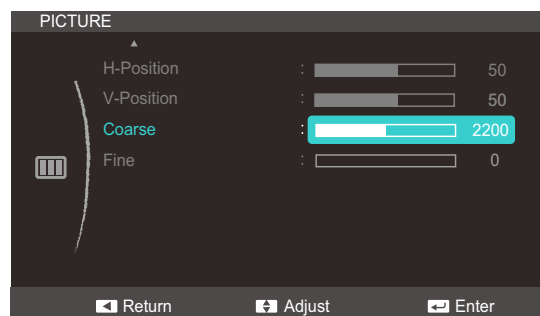 PICTURE
H-Position : 50
V-Position : 50
Coarse : 2200
Fine : 0
Return Adjust Enter